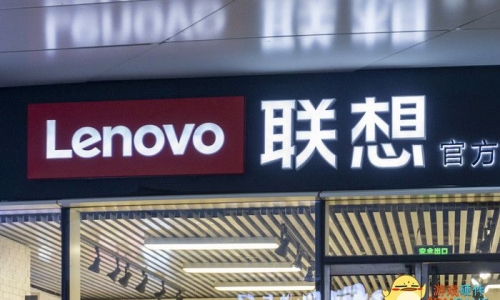 Lenovo 联想 官方
安全出口